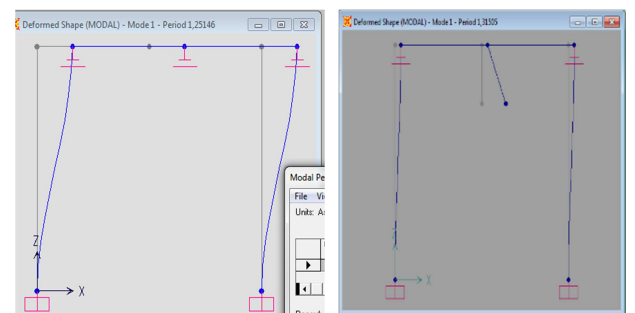 Deformed Shape (MODAL) - Mode 1 - Period 1,25146
Z
X
Modal Pe
File Vi
Units: As
Deformed Shape (MODAL) - Mode 1 - Period 1,31505
Z
X